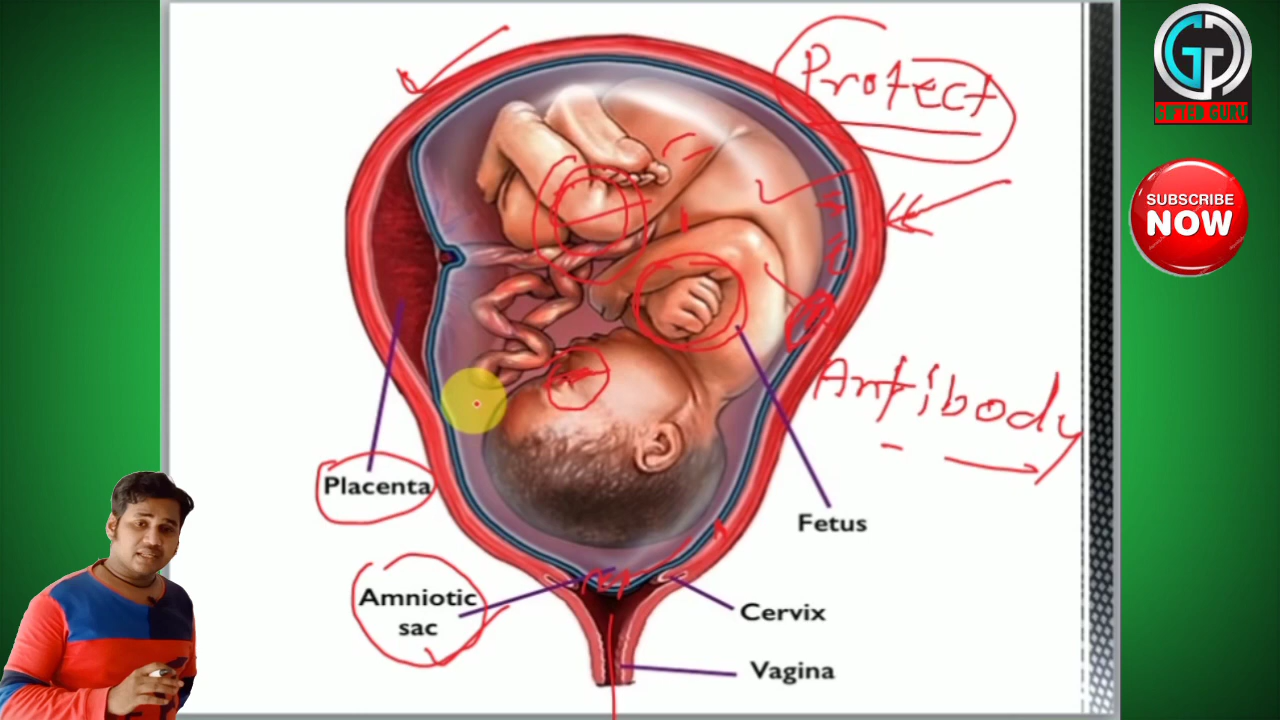 Protect
GIFTED GURU
SUBSCRIBE
NOW
Antibody
Placenta
Fetus
Amniotic
sac
Cervix
Vagina